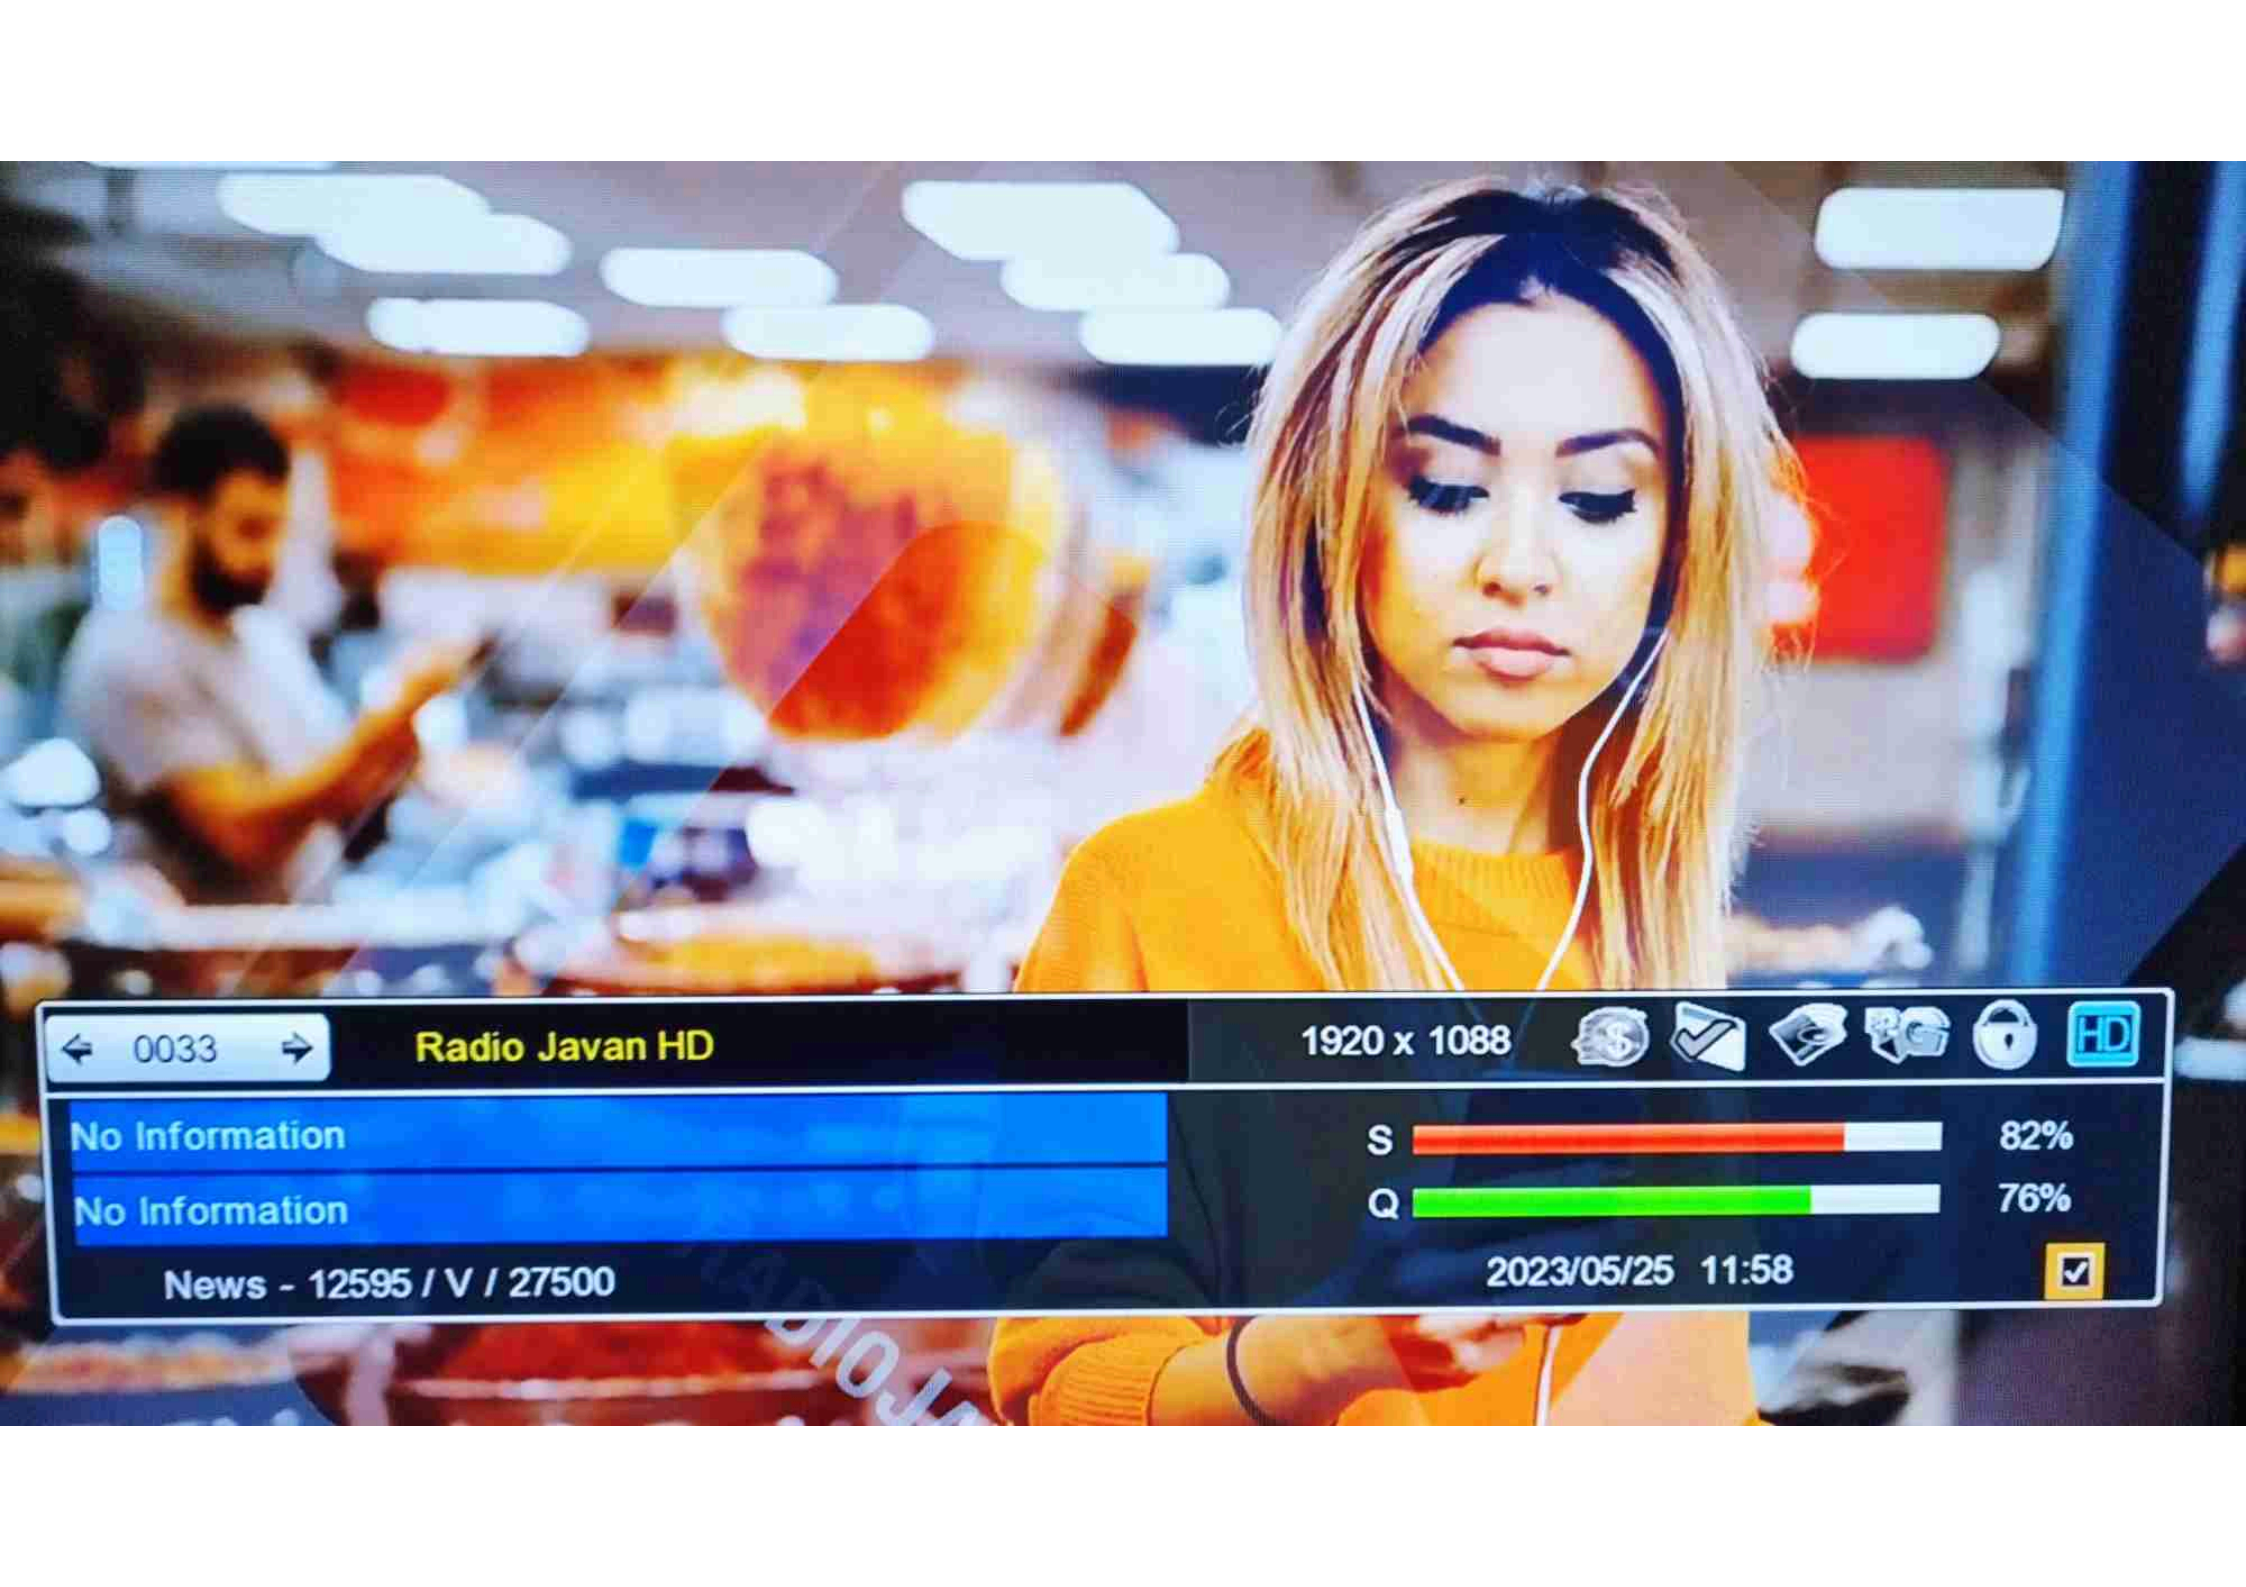 0033
Radio Javan HD
1920 x 1088
HD
No Information
S 82%
No Information
Q 76%
News - 12595 / V / 27500
2023/05/25 11:58